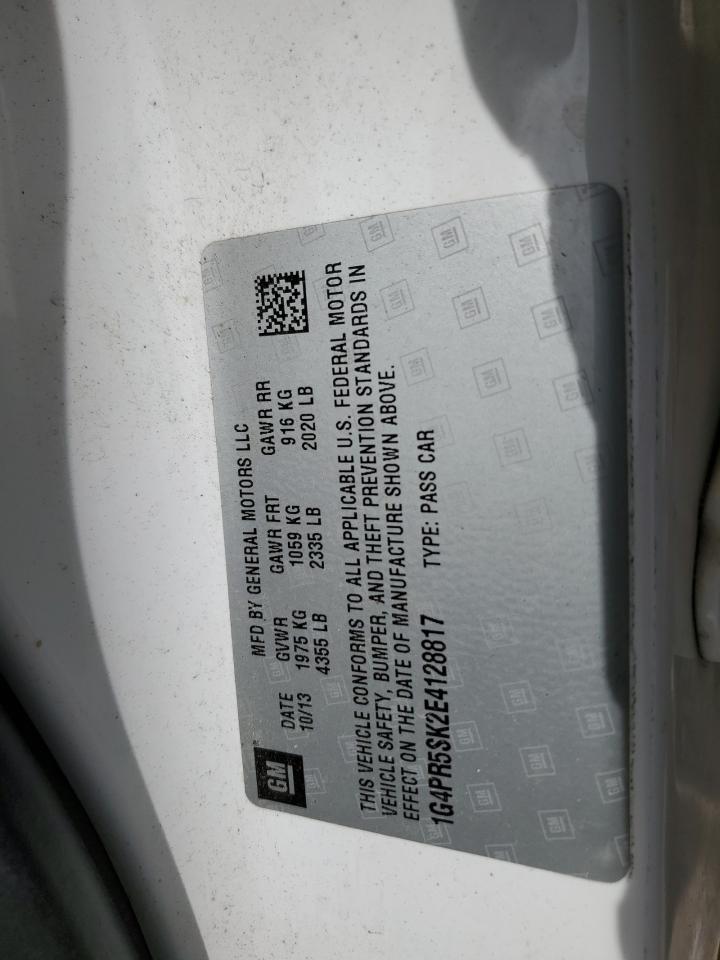 GM
MFD BY GENERAL MOTORS LLC
DATE GVWR GAWR FRT GAWR RR
10/13 1975 KG 1059 KG 916 KG
4355 LB 2335 LB 2020 LB
THIS VEHICLE CONFORMS TO ALL APPLICABLE U.S. FEDERAL MOTOR
VEHICLE SAFETY, BUMPER, AND THEFT PREVENTION STANDARDS IN
EFFECT ON THE DATE OF MANUFACTURE SHOWN ABOVE.
1G4PR5SK2E4128817 TYPE: PASS CAR